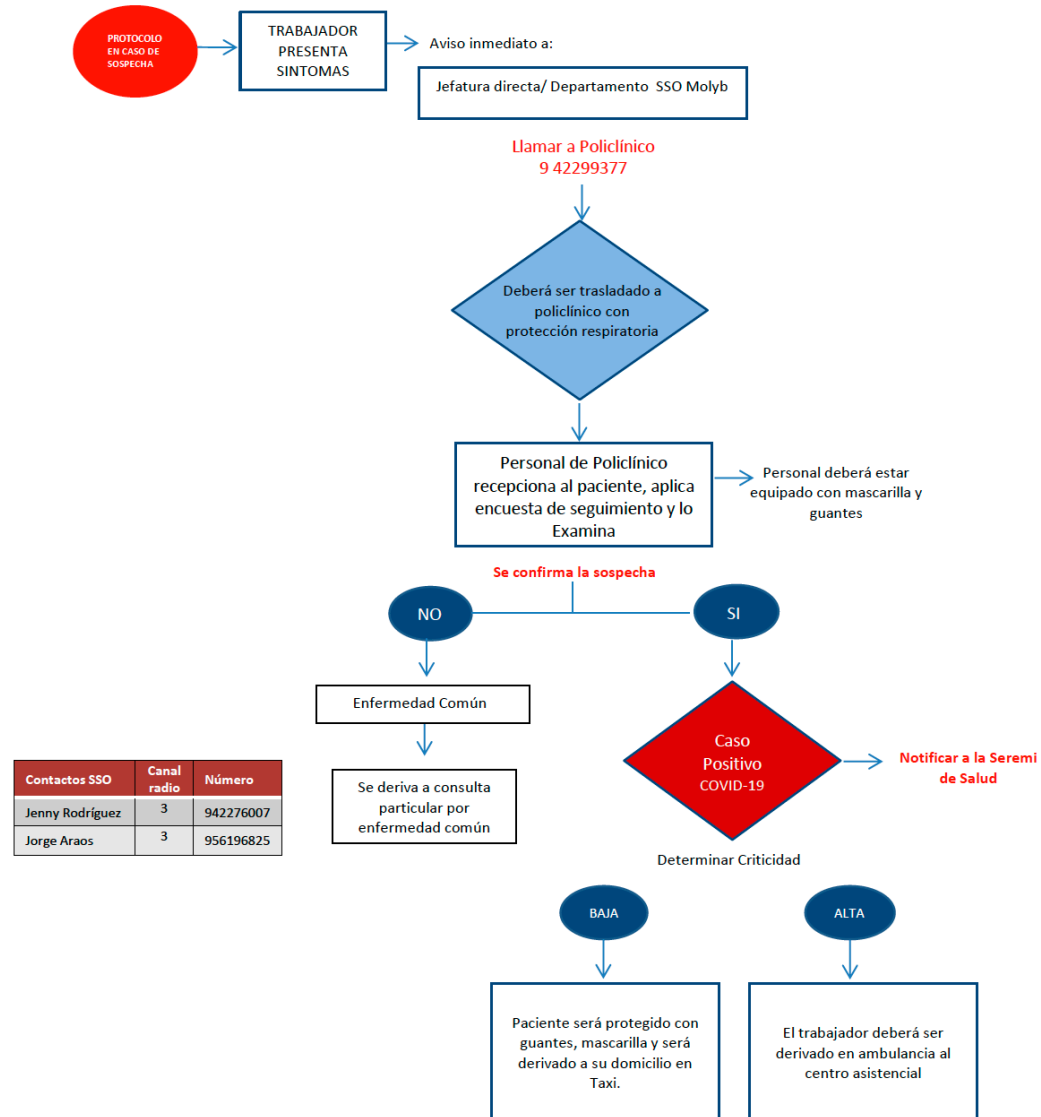 PROTOCOLO
EN CASO DE
SOSPECHA
TRABAJADOR
PRESENTA
SINTOMAS
Aviso inmediato a:
Jefatura directa/ Departamento SSO Molyb
Llamar a Policlínico
9 42299377
Deberá ser trasladado a
policlínico con
protección respiratoria
Personal de Policlínico
recepciona al paciente, aplica
encuesta de seguimiento y lo
Examina
Personal deberá estar
equipado con mascarilla y
guantes
Se confirma la sospecha
NO
SI
Enfermedad Común
Se deriva a consulta
particular por
enfermedad común
Caso
Positivo
COVID-19
Notificar a la Seremi
de Salud
Contactos SSO Canal radio Número
Jenny Rodríguez 3 942276007
Jorge Araos 3 956196825
Determinar Criticidad
BAJA
ALTA
Paciente será protegido con
guantes, mascarilla y será
derivado a su domicilio en
Taxi.
El trabajador deberá ser
derivado en ambulancia al
centro asistencial